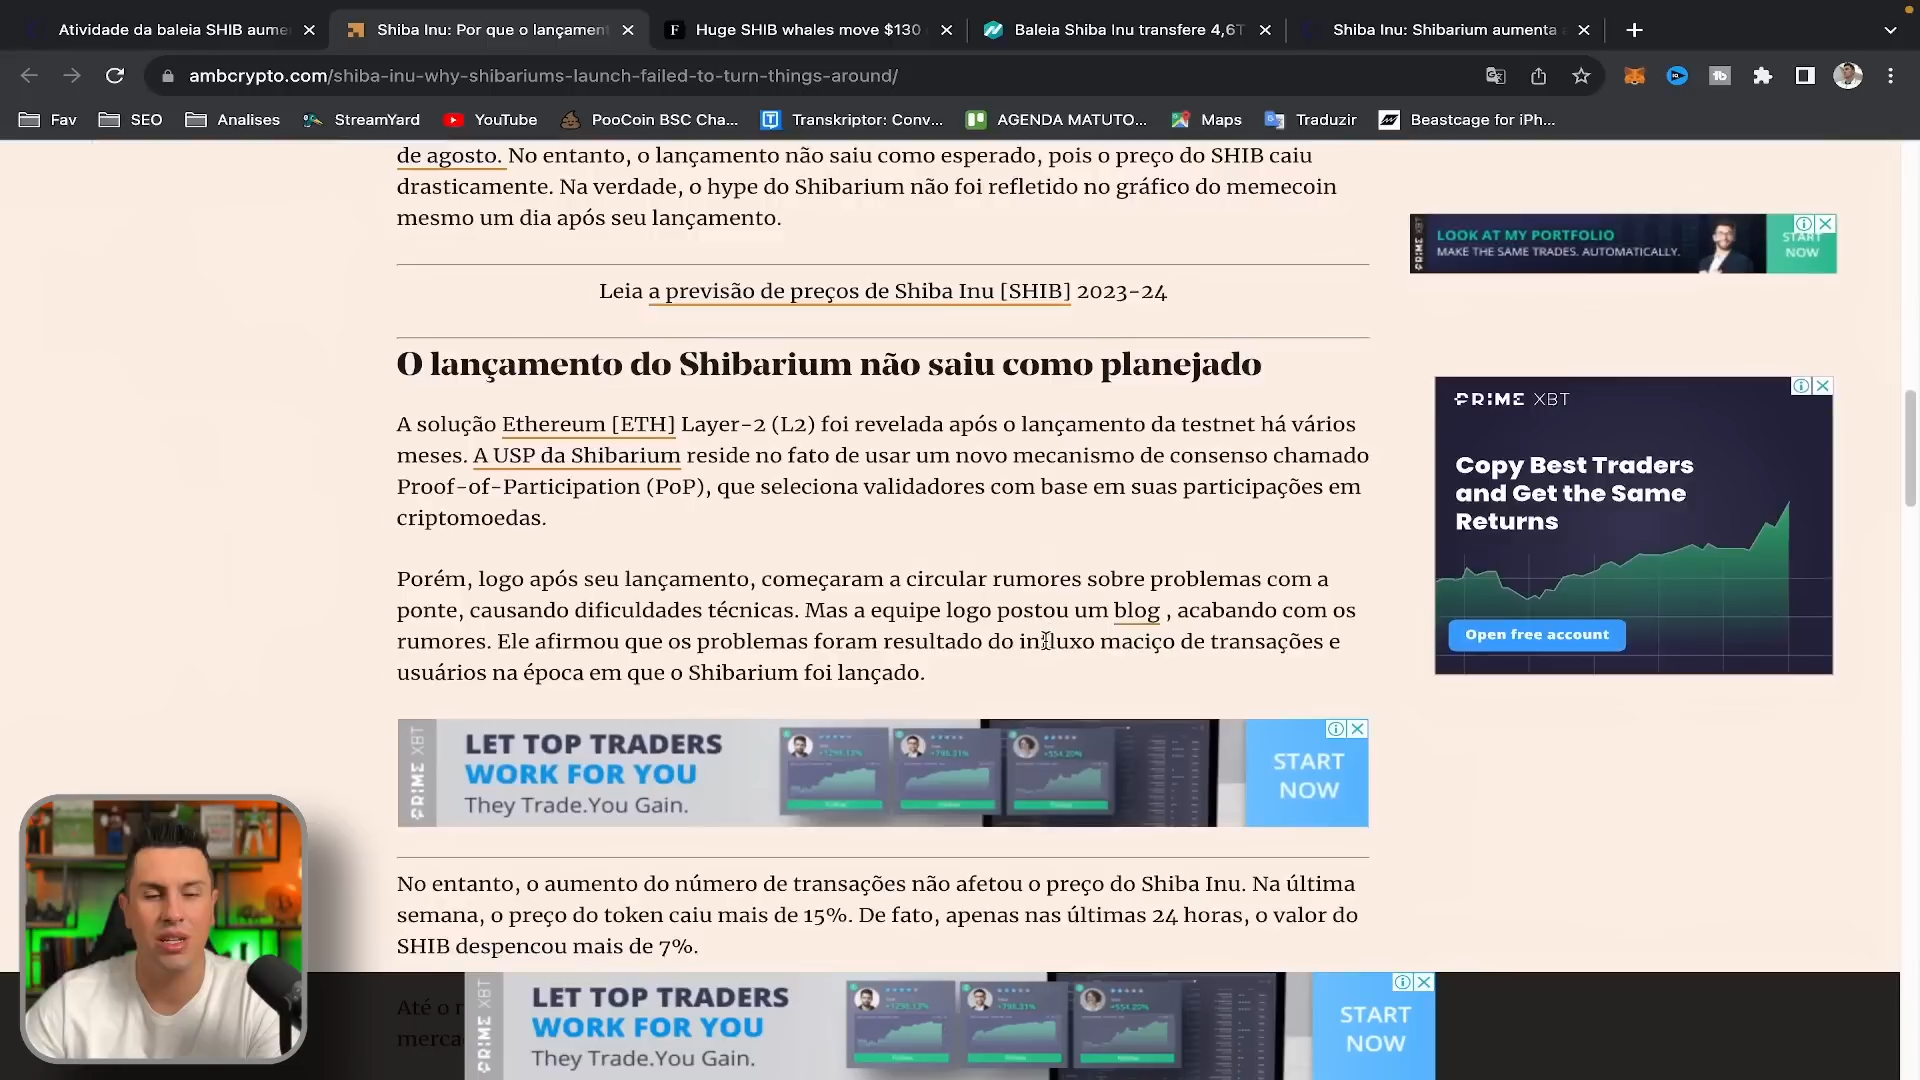 Atividade da baleia SHIB aume
Shiba Inu: Por que o lançament
Huge SHIB whales move $130
Baleia Shiba Inu transfere 4,6T
Shiba Inu: Shibarium aumenta
ambcrypto.com/shiba-inu-why-shibariums-launch-failed-to-turn-things-around/
Fav
SEO
Analises
StreamYard
YouTube
PooCoin BSC Cha...
Transkriptor: Conv...
AGENDA MATUTO...
Maps
Traduzir
Beastcage for iPh...
de agosto. No entanto, o lançamento não saiu como esperado, pois o preço do SHIB caiu
drasticamente. Na verdade, o hype do Shibarium não foi refletido no gráfico do memecoin
mesmo um dia após seu lançamento.
Leia a previsão de preços de Shiba Inu [SHIB] 2023-24
O lançamento do Shibarium não saiu como planejado
A solução Ethereum [ETH] Layer-2 (L2) foi revelada após o lançamento da testnet há vários
meses. A USP da Shibarium reside no fato de usar um novo mecanismo de consenso chamado
Proof-of-Participation (PoP), que seleciona validadores com base em suas participações em
criptomoedas.
Porém, logo após seu lançamento, começaram a circular rumores sobre problemas com a
ponte, causando dificuldades técnicas. Mas a equipe logo postou um blog , acabando com os
rumores. Ele afirmou que os problemas foram resultado do influxo maciço de transações e
usuários na época em que o Shibarium foi lançado.
PRIME XBT
LET TOP TRADERS
WORK FOR YOU
They Trade.You Gain.
START
NOW
No entanto, o aumento do número de transações não afetou o preço do Shiba Inu. Na última
semana, o preço do token caiu mais de 15%. De fato, apenas nas últimas 24 horas, o valor do
SHIB despencou mais de 7%.
Até o
merca
PRIME XBT
LET TOP TRADERS
WORK FOR YOU
They Trade.You Gain.
START
NOW
PRIME XBT
LOOK AT MY PORTFOLIO
MAKE THE SAME TRADES. AUTOMATICALLY.
START
NOW
PRIME XBT
Copy Best Traders
and Get the Same
Returns
Open free account